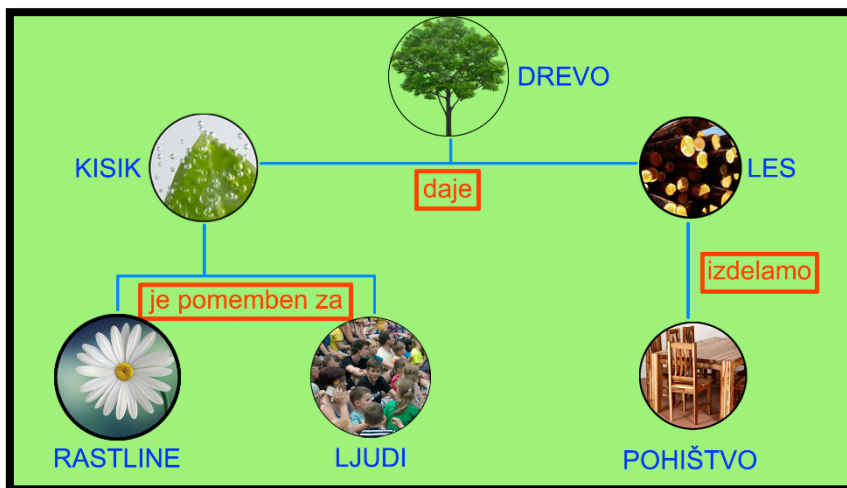 DREVO
KISIK
daje
LES
je pomemben za
izdelamo
RASTLINE
LJUDI
POHIŠTVO